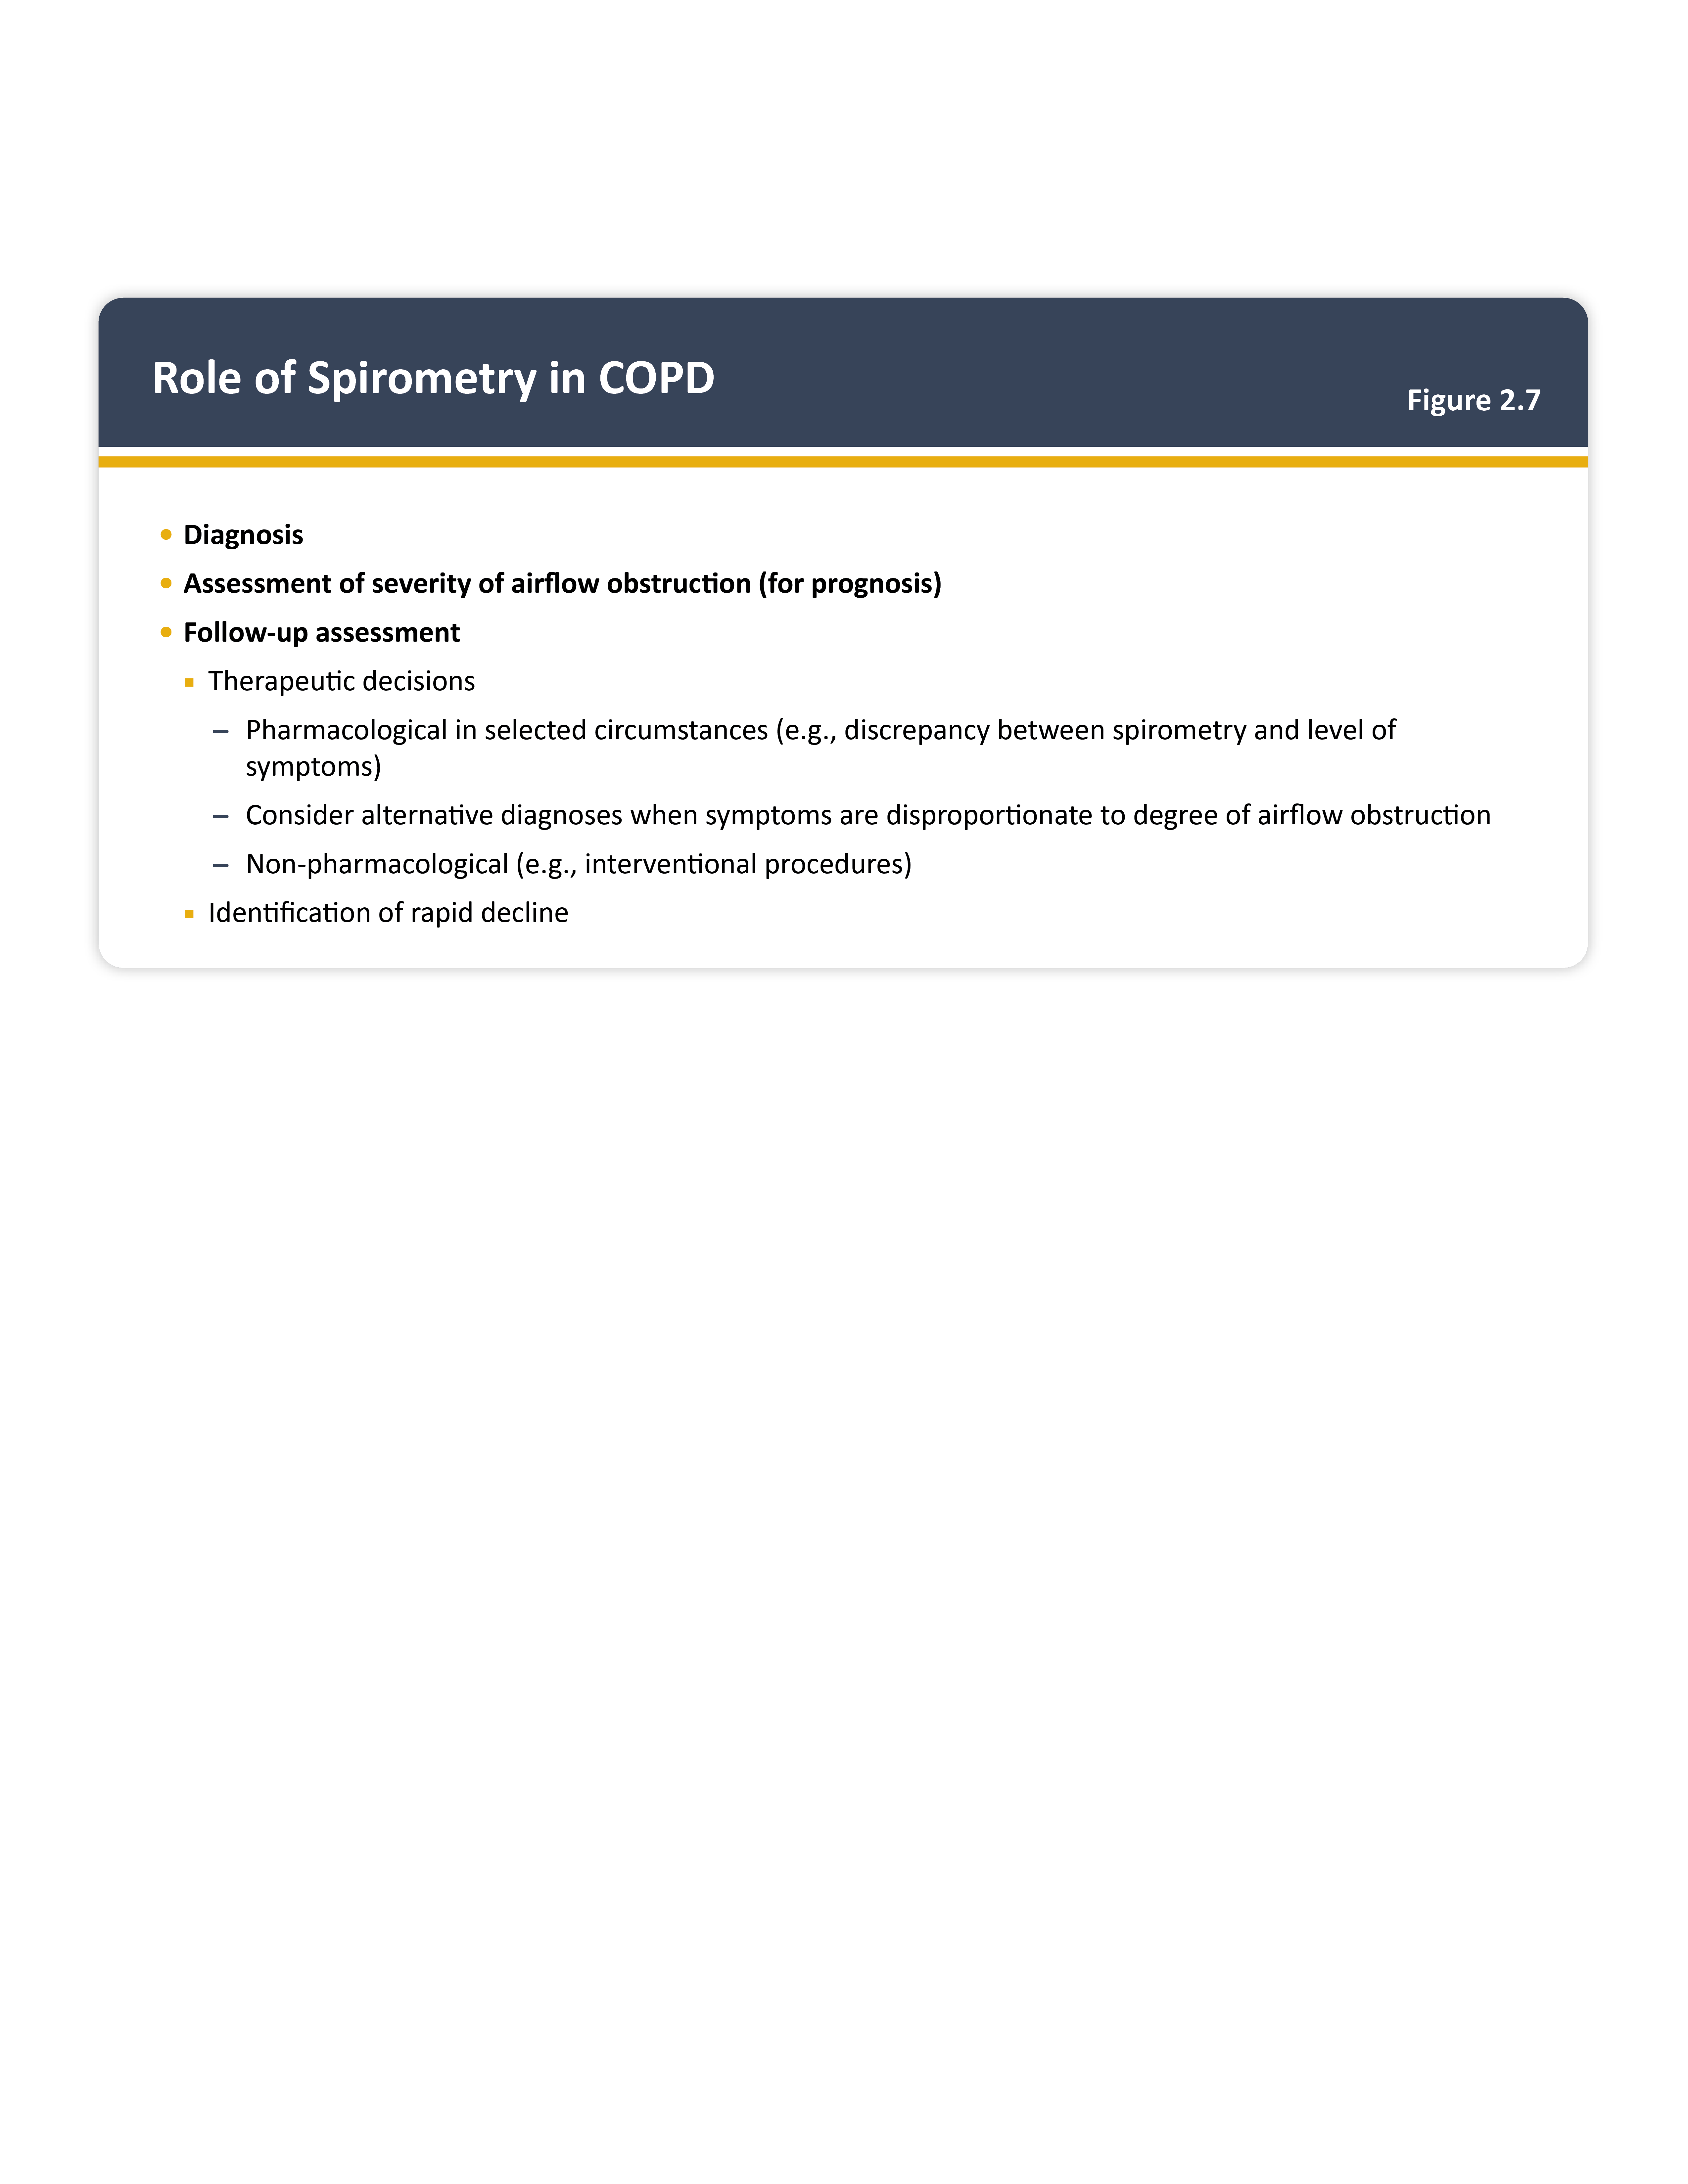 Role of Spirometry in COPD
Figure 2.7
• Diagnosis
• Assessment of severity of airflow obstruction (for prognosis)
• Follow-up assessment
▪ Therapeutic decisions
– Pharmacological in selected circumstances (e.g., discrepancy between spirometry and level of
symptoms)
– Consider alternative diagnoses when symptoms are disproportionate to degree of airflow obstruction
– Non-pharmacological (e.g., interventional procedures)
▪ Identification of rapid decline